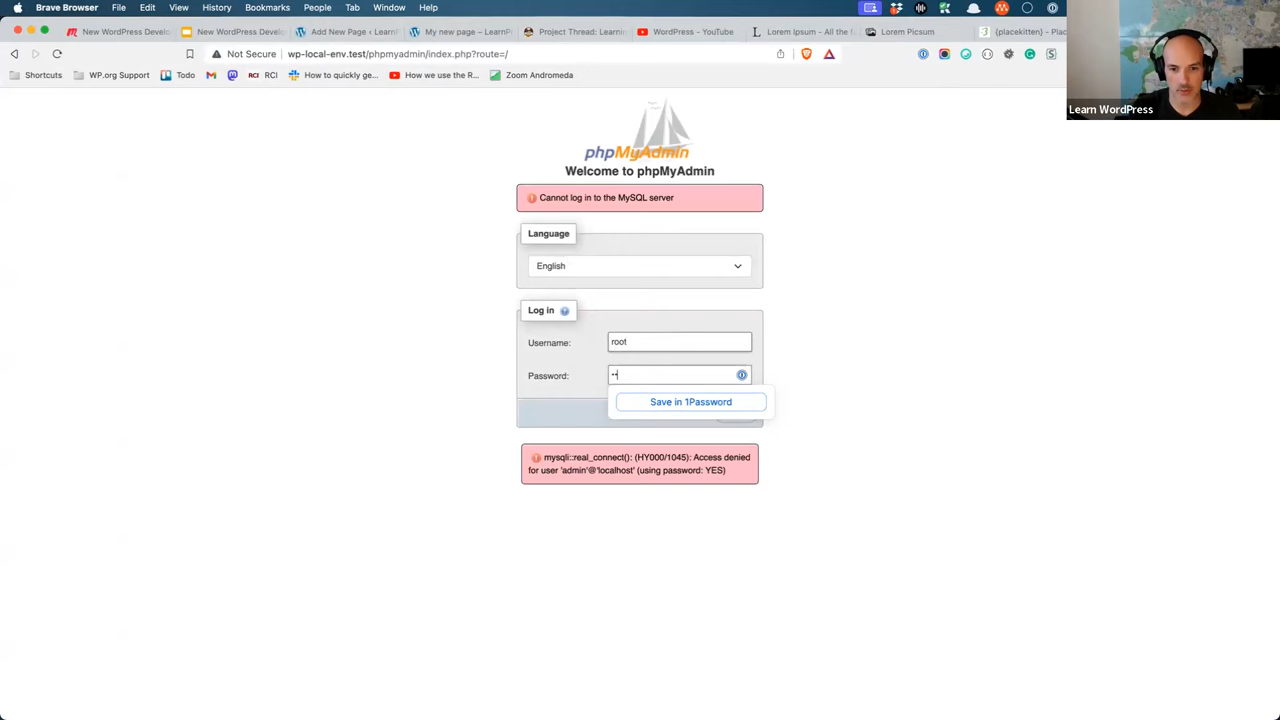 Brave Browser File Edit View History Bookmarks People Tab Window Help
New WordPress Develo New WordPress Develo Add New Page ‹ LearnP My new page – LearnPr Project Thread: Learnin WordPress - YouTube Lorem Ipsum - All the f Lorem Picsum {placekitten} - Plac
Not Secure wp-local-env.test/phpmyadmin/index.php?route=/
Shortcuts WP.org Support Todo RCI RCI How to quickly ge... How we use the R... Zoom Andromeda
Learn WordPress
phpMyAdmin
Welcome to phpMyAdmin
Cannot log in to the MySQL server
Language
English
Log in
Username: root
Password: ••
Save in 1Password
mysqli::real_connect(): (HY000/1045): Access denied
for user 'admin'@'localhost' (using password: YES)